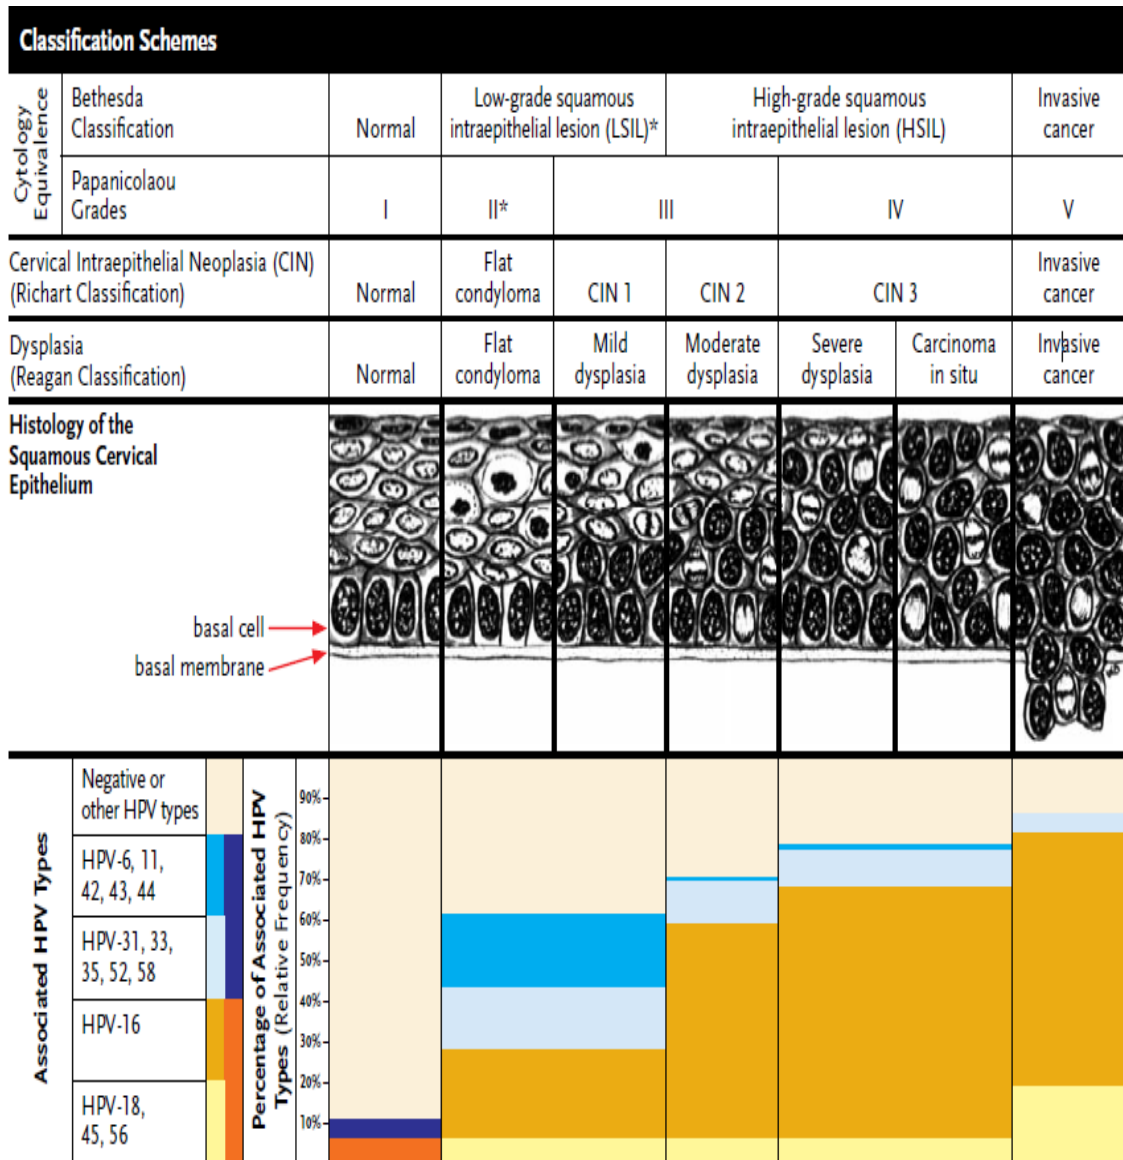 Classification Schemes
Cytology
Equivalence
Bethesda
Classification
Normal
Low-grade squamous
intraepithelial lesion (LSIL)*
High-grade squamous
intraepithelial lesion (HSIL)
Invasive
cancer
Papanicolaou
Grades
I
II*
III
IV
V
Cervical Intraepithelial Neoplasia (CIN)
(Richart Classification)
Normal
Flat
condyloma
CIN 1
CIN 2
CIN 3
Invasive
cancer
Dysplasia
(Reagan Classification)
Normal
Flat
condyloma
Mild
dysplasia
Moderate
dysplasia
Severe
dysplasia
Carcinoma
in situ
Invasive
cancer
Histology of the
Squamous Cervical
Epithelium
basal cell
basal membrane
Associated HPV Types
Negative or
other HPV types
HPV-6, 11,
42, 43, 44
HPV-31, 33,
35, 52, 58
HPV-16
HPV-18,
45, 56
Percentage of Associated HPV
Types (Relative Frequency)
90%
80%
70%
60%
50%
40%
30%
20%
10%